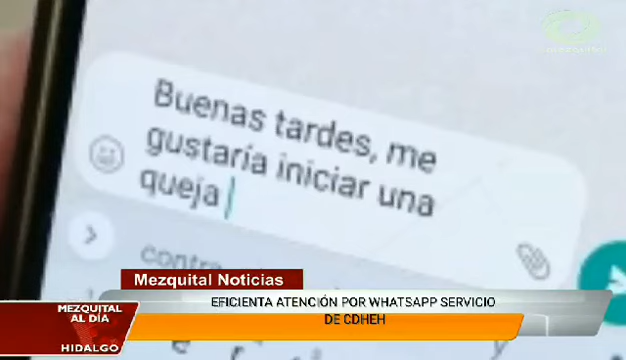 Buenas tardes, me
gustaría iniciar una
queja
contra
Mezquital Noticias
EFICIENTA ATENCIÓN POR WHATSAPP SERVICIO
DE CDHEH
MEZQUITAL
AL DÍA
HIDALGO